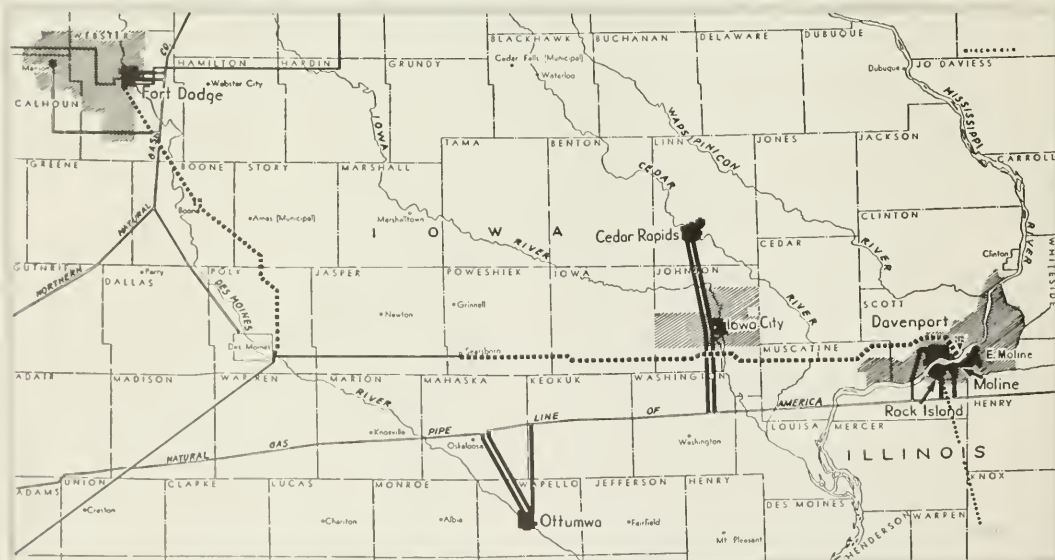 WEBSTER
CO.
BLACKHAWK
BUCHANAN
DELAWARE
DUBUQUE
HAMILTON
HARDIN
GRUNDY
Cedar Falls (Municipal)
Waterloo
Dubuque
JO DAVIESS
Webster City
Fort Dodge
CALHOUN
MISSISSIPPI
RIVER
IOWA
RIVER
WAPSIPINICON
RIVER
CEDAR
RIVER
GAS
TAMA
BENTON
LINN
JONES
JACKSON
CARROLL
GREENE
BOONE
STORY
MARSHALL
Boone
Ames (Municipal)
Marshalltown
IOWA
Cedar Rapids
CLINTON
Clinton
WHITESIDE
NORTHERN NATURAL
CEDAR
GUTHRIE
Perry
POLK
JASPER
POWESHIEK
IOWA
JOHNSON
DALLAS
DES MOINES
RIVER
Grinnell
Newton
Iowa City
SCOTT
Davenport
Des Moines
Searsboro
MUSCATINE
E. Moline
Moline
ADAIR
MADISON
WARREN
MARION
MAHASKA
KEOKUK
WASHINGTON
Rock Island
HENRY
NATURAL GAS PIPE LINE OF AMERICA
Knoxville
Oskaloosa
Washington
LOUISA
MERCER
ILLINOIS
ADAMS
UNION
CLARKE
LUCAS
MONROE
WAPELLO
JEFFERSON
HENRY
KNOX
Creston
Chariton
Albia
Ottumwa
Fairfield
Mt Pleasant
DES MOINES
HENDERSON
WARREN